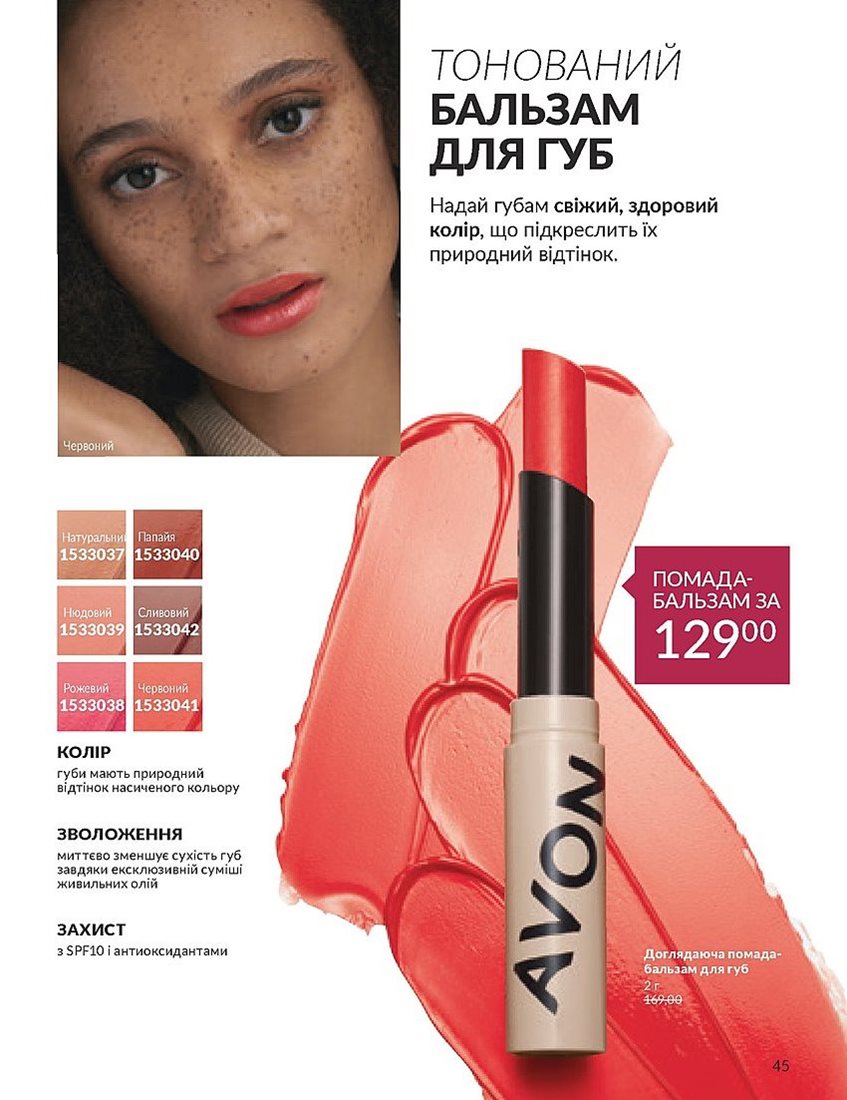 ТОНОВАНИЙ
БАЛЬЗАМ
ДЛЯ ГУБ
Надай губам свіжий, здоровий
колір, що підкреслить їх
природний відтінок.
Червоний
Натуральний
1533037
Папайя
1533040
Нюдовий
1533039
Сливовий
1533042
Рожевий
1533038
Червоний
1533041
ПОМАДА-
БАЛЬЗАМ ЗА
129⁰⁰
КОЛІР
губи мають природний
відтінок насиченого кольору
ЗВОЛОЖЕННЯ
миттєво зменшує сухість губ
завдяки ексклюзивній суміші
живильних олій
ЗАХИСТ
з SPF10 і антиоксидантами
AVON
Доглядаюча помада-
бальзам для губ
2 г
169.00
45